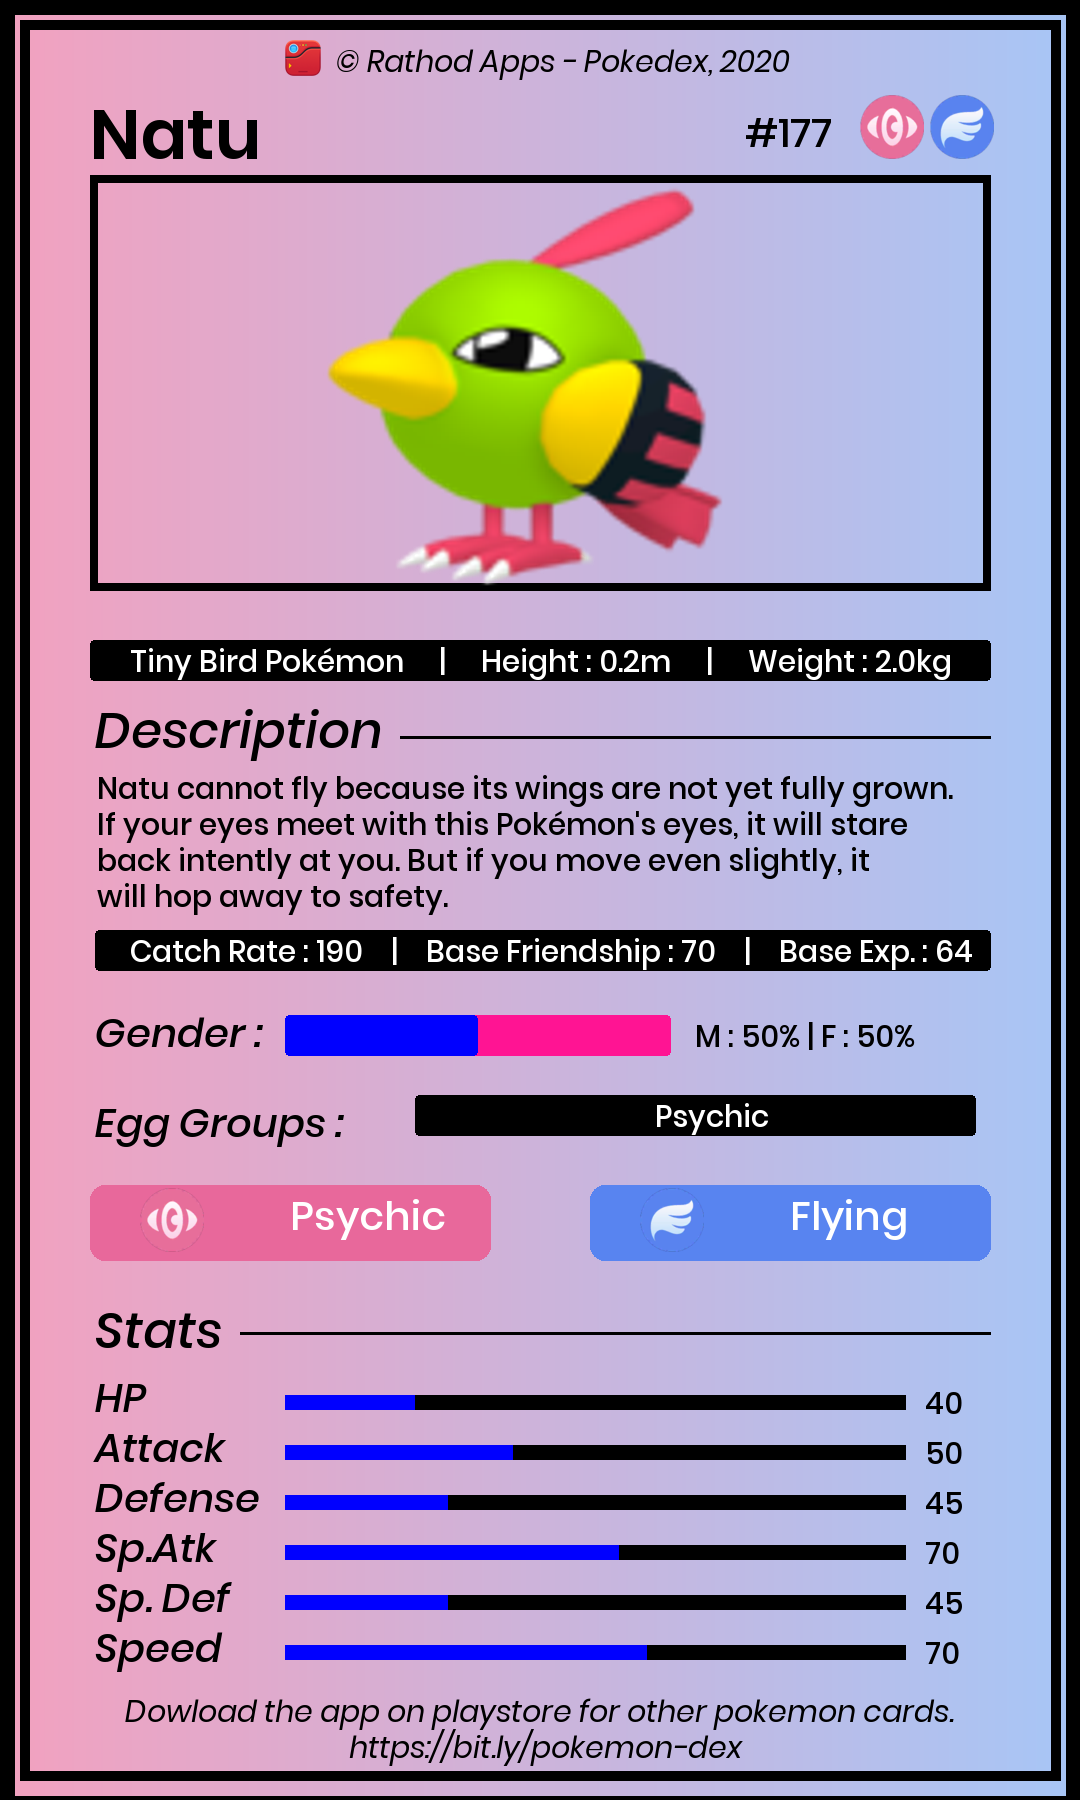 © Rathod Apps - Pokedex, 2020
Natu #177
Tiny Bird Pokémon | Height : 0.2m | Weight : 2.0kg
Description
Natu cannot fly because its wings are not yet fully grown.
If your eyes meet with this Pokémon's eyes, it will stare
back intently at you. But if you move even slightly, it
will hop away to safety.
Catch Rate : 190 | Base Friendship : 70 | Base Exp. : 64
Gender : M : 50% | F : 50%
Egg Groups : Psychic
Psychic Flying
Stats
HP 40
Attack 50
Defense 45
Sp.Atk 70
Sp. Def 45
Speed 70
Dowload the app on playstore for other pokemon cards.
https://bit.ly/pokemon-dex